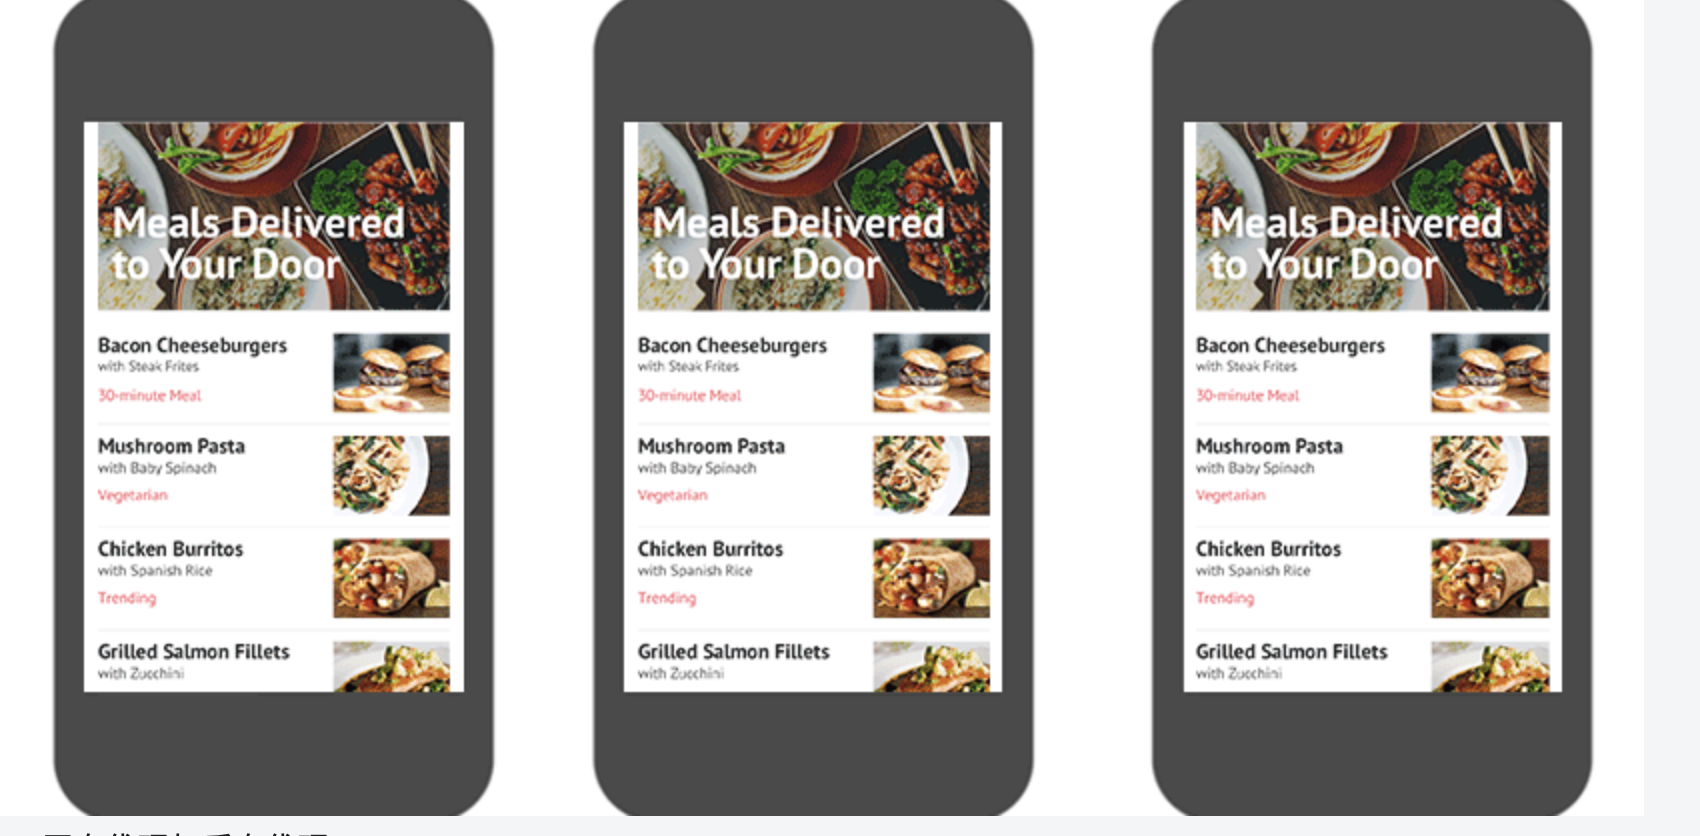 Meals Delivered
to Your Door
Bacon Cheeseburgers
with Steak Frites
30-minute Meal
Mushroom Pasta
with Baby Spinach
Vegetarian
Chicken Burritos
with Spanish Rice
Trending
Grilled Salmon Fillets
with Zucchini
Meals Delivered
to Your Door
Bacon Cheeseburgers
with Steak Frites
30-minute Meal
Mushroom Pasta
with Baby Spinach
Vegetarian
Chicken Burritos
with Spanish Rice
Trending
Grilled Salmon Fillets
with Zucchini
Meals Delivered
to Your Door
Bacon Cheeseburgers
with Steak Frites
30-minute Meal
Mushroom Pasta
with Baby Spinach
Vegetarian
Chicken Burritos
with Spanish Rice
Trending
Grilled Salmon Fillets
with Zucchini